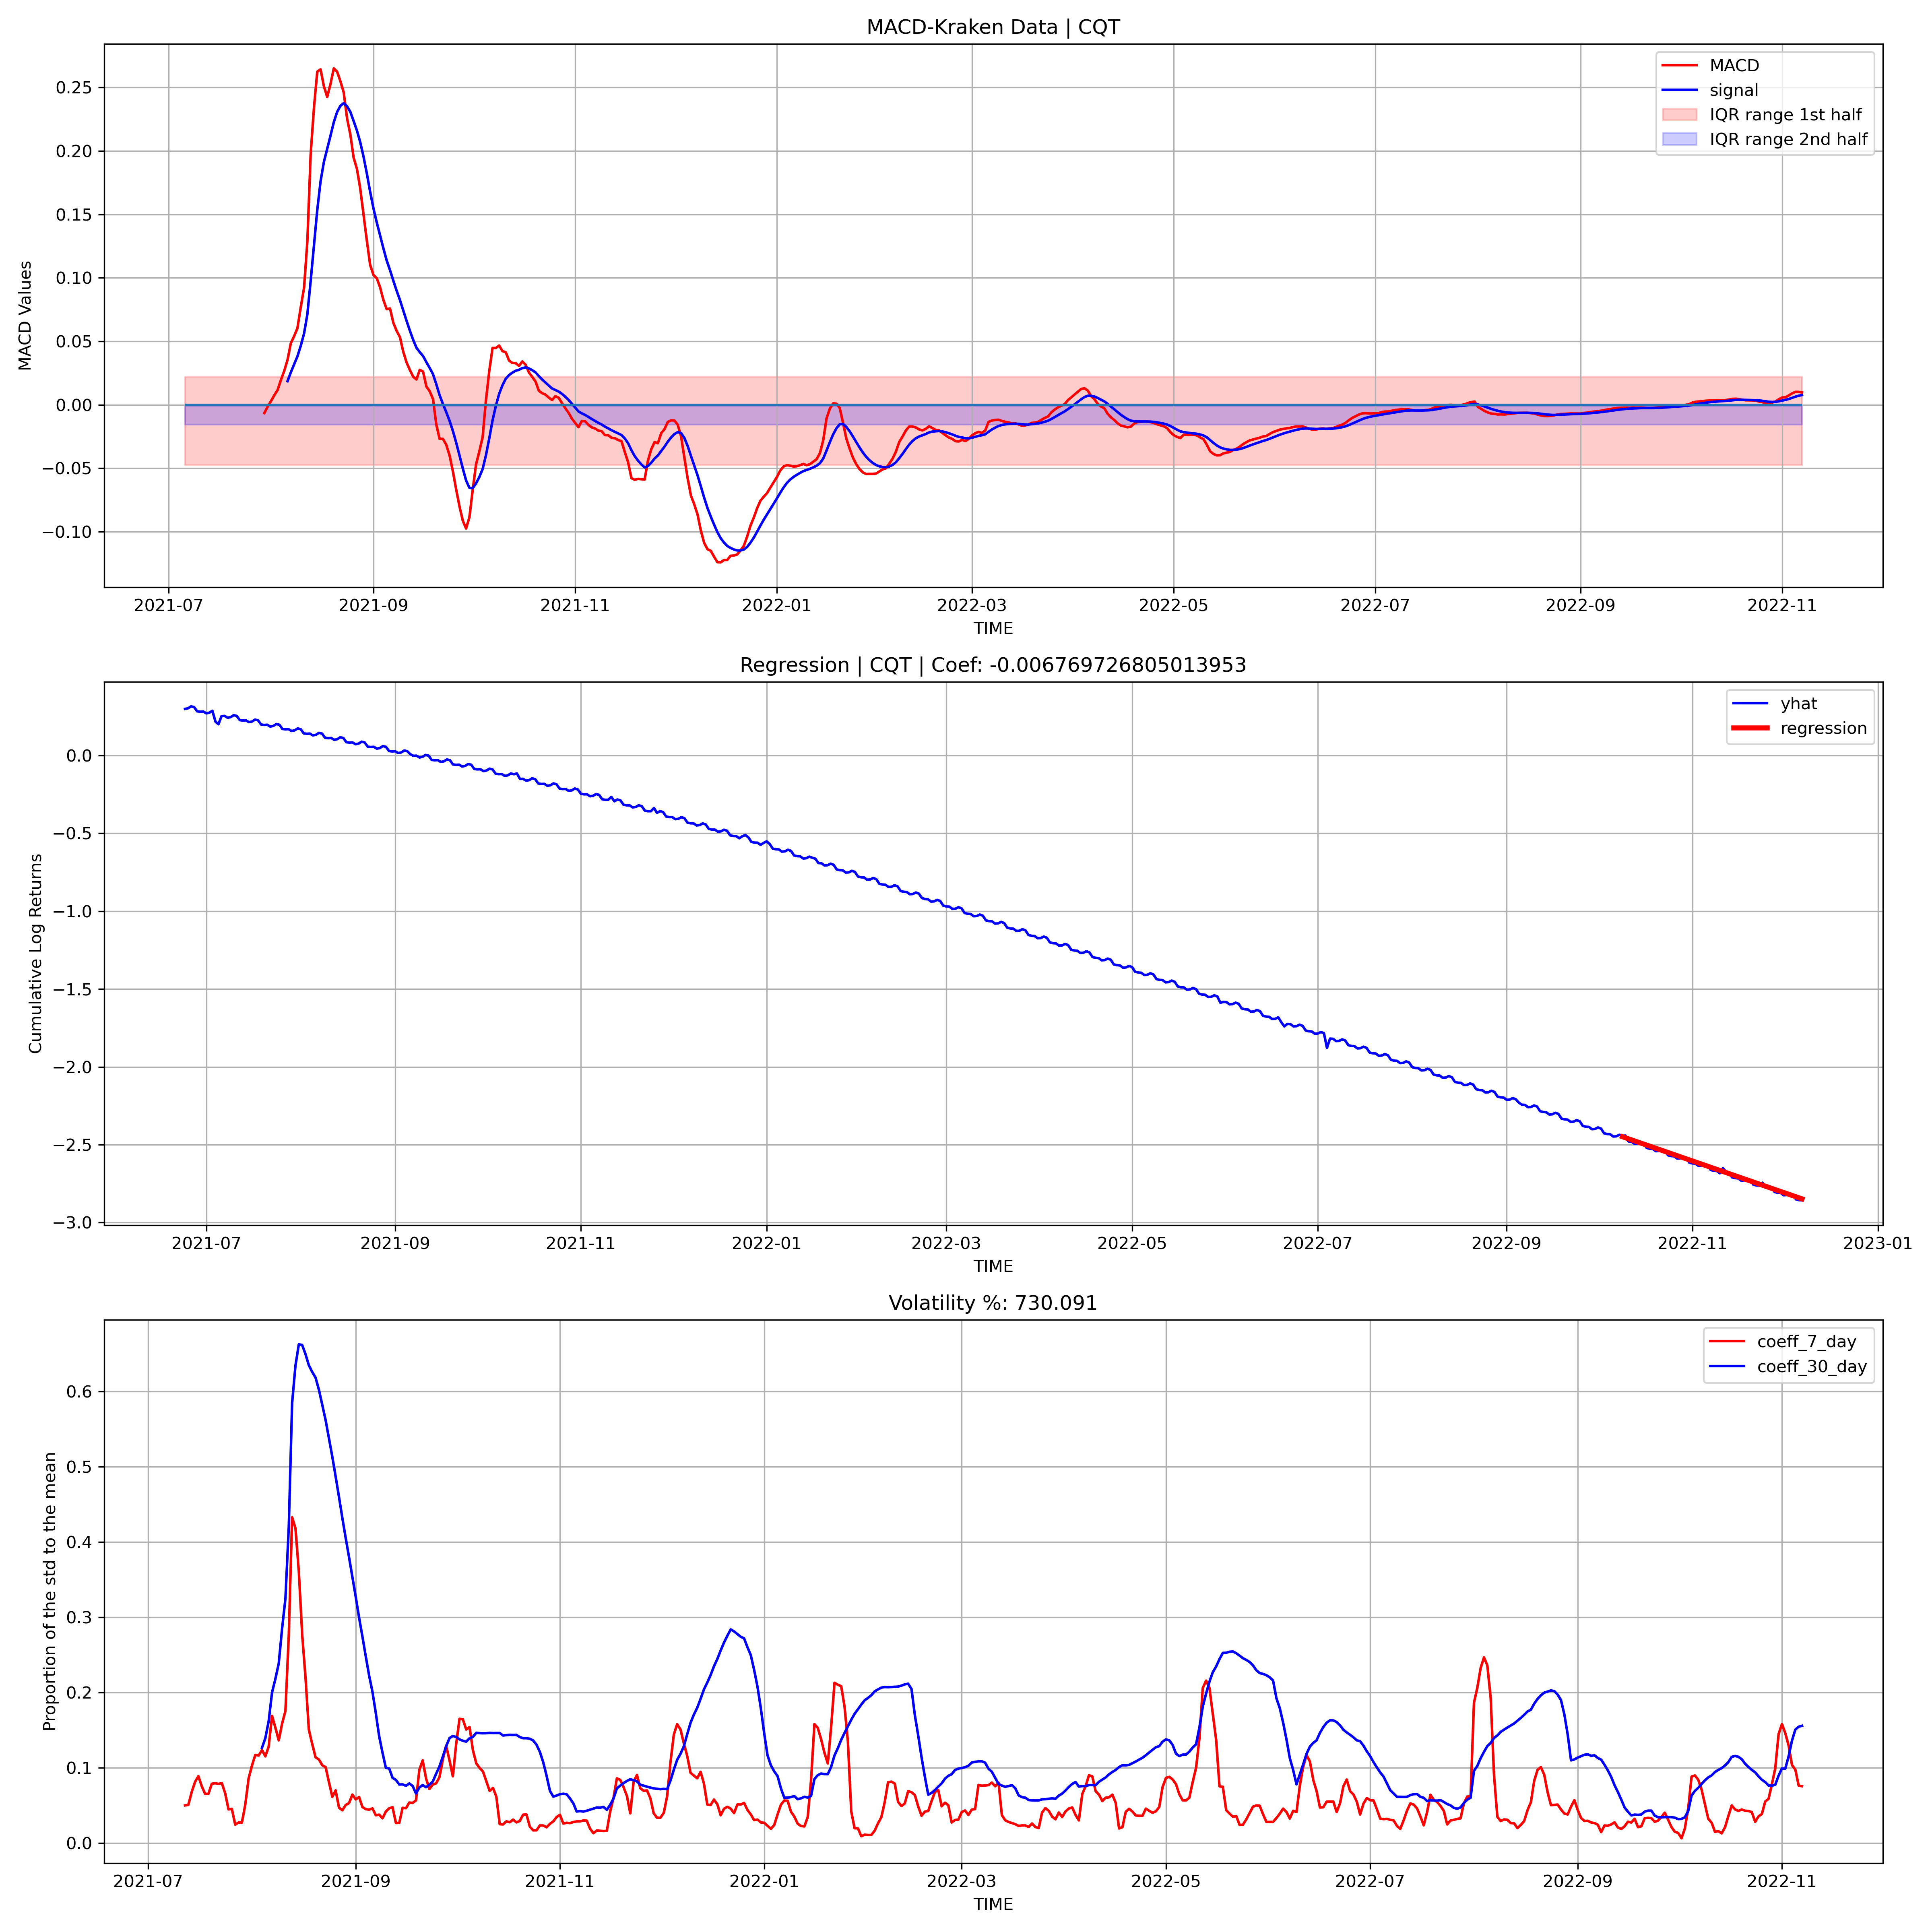 MACD-Kraken Data | CQT
MACD Values
0.25
0.20
0.15
0.10
0.05
0.00
−0.05
−0.10
MACD
signal
IQR range 1st half
IQR range 2nd half
2021-07 2021-09 2021-11 2022-01 2022-03 2022-05 2022-07 2022-09 2022-11
TIME
Regression | CQT | Coef: -0.006769726805013953
Cumulative Log Returns
0.0
−0.5
−1.0
−1.5
−2.0
−2.5
−3.0
yhat
regression
2021-07 2021-09 2021-11 2022-01 2022-03 2022-05 2022-07 2022-09 2022-11 2023-01
TIME
Volatility %: 730.091
Proportion of the std to the mean
0.6
0.5
0.4
0.3
0.2
0.1
0.0
coeff_7_day
coeff_30_day
2021-07 2021-09 2021-11 2022-01 2022-03 2022-05 2022-07 2022-09 2022-11
TIME